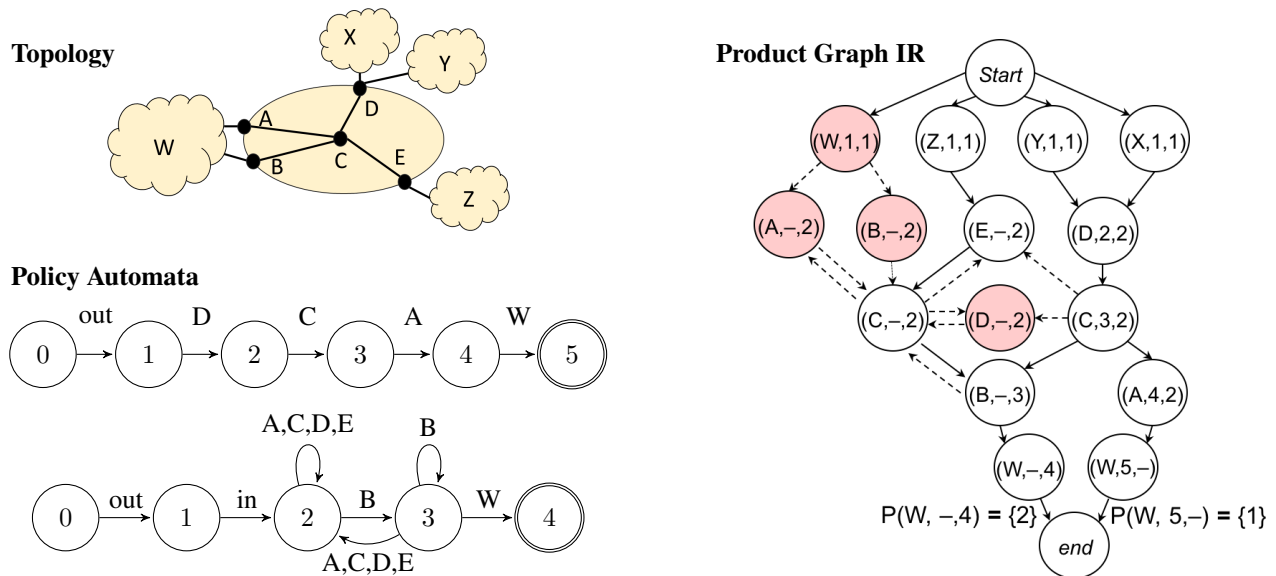 Topology
X
Y
W
A
B
C
D
E
Z
Policy Automata
out
D
C
A
W
0
1
2
3
4
5
A,C,D,E
B
out
in
B
W
0
1
2
3
4
A,C,D,E
Product Graph IR
Start
(W,1,1)
(Z,1,1)
(Y,1,1)
(X,1,1)
(A,–,2)
(B,–,2)
(E,–,2)
(D,2,2)
(C,–,2)
(D,–,2)
(C,3,2)
(B,–,3)
(A,4,2)
(W,–,4)
(W,5,–)
P(W, –,4) = {2}
P(W, 5,–) = {1}
end